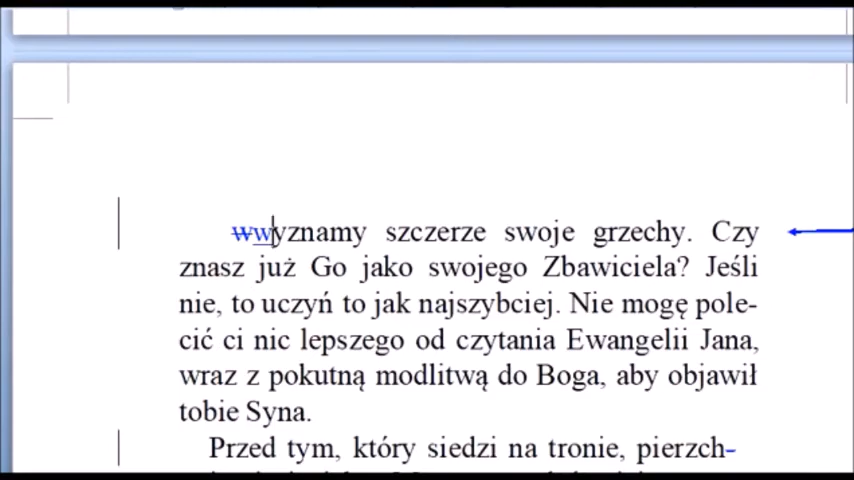 wwyznamy szczerze swoje grzechy. Czy
znasz już Go jako swojego Zbawiciela? Jeśli
nie, to uczyń to jak najszybciej. Nie mogę pole-
cić ci nic lepszego od czytania Ewangelii Jana,
wraz z pokutną modlitwą do Boga, aby objawił
tobie Syna.
Przed tym, który siedzi na tronie, pierzch-